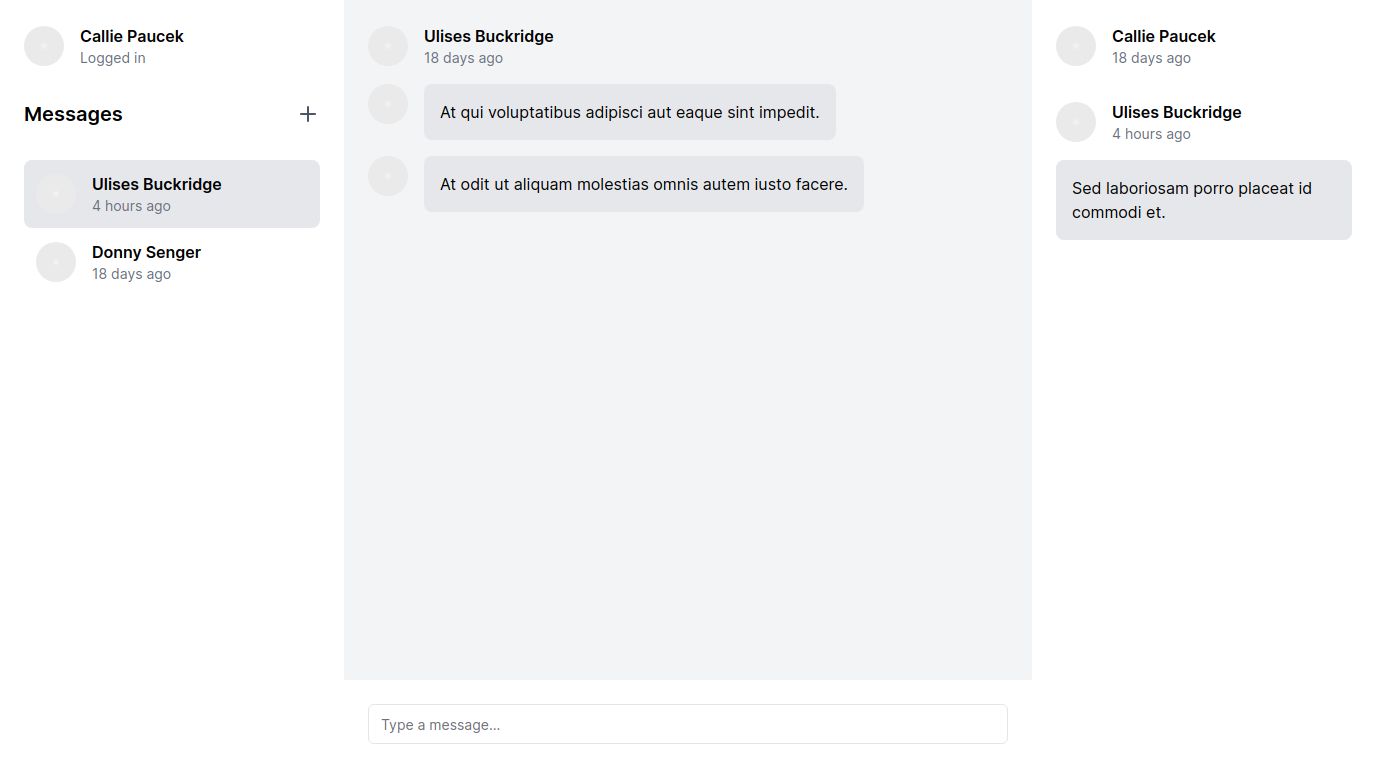 Callie Paucek
Logged in
Messages
Ulises Buckridge
4 hours ago
Donny Senger
18 days ago
Ulises Buckridge
18 days ago
At qui voluptatibus adipisci aut eaque sint impedit.
At odit ut aliquam molestias omnis autem iusto facere.
Type a message...
Callie Paucek
18 days ago
Ulises Buckridge
4 hours ago
Sed laboriosam porro placeat id
commodi et.